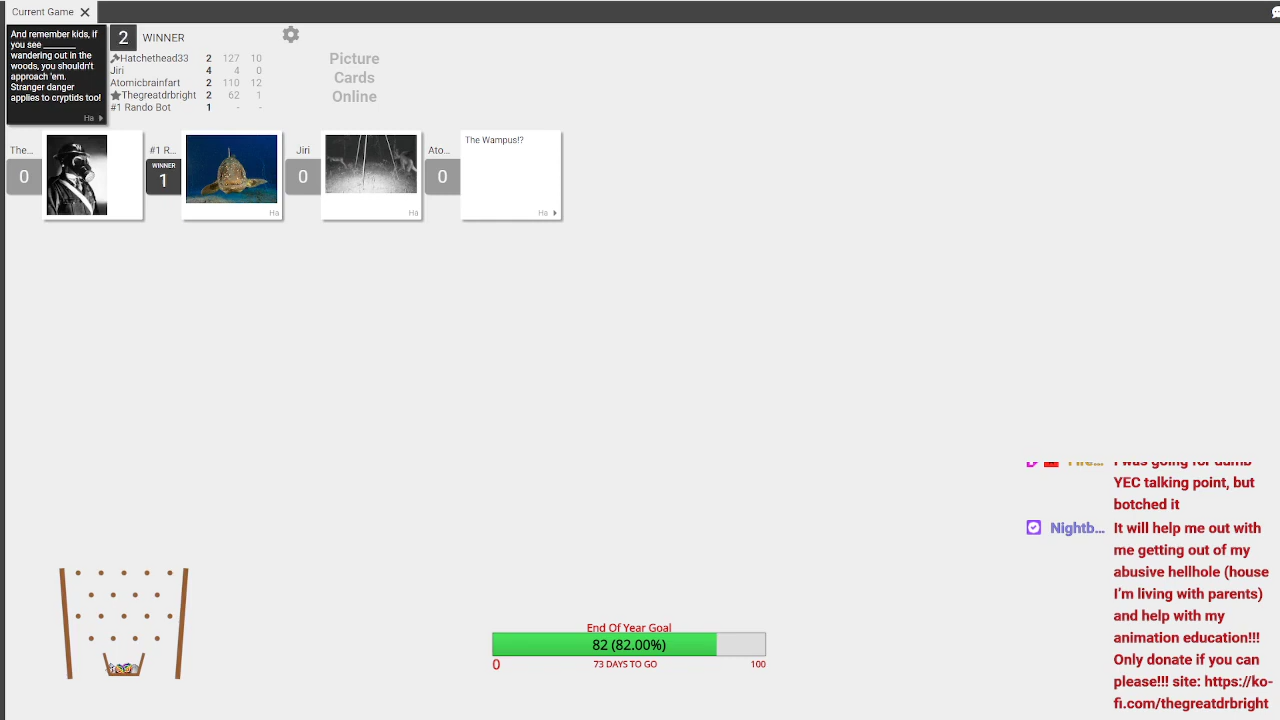 Current Game
And remember kids, if
you see ______
wandering out in the
woods, you shouldn't
approach 'em.
Stranger danger
applies to cryptids too!
Ha
2 WINNER
Hatchethead33 2 127 10
Jiri 4 4 0
Atomicbrainfart 2 110 12
Thegreatdrbright 2 62 1
#1 Rando Bot 1 - -
Picture
Cards
Online
The...
0
#1 R...
WINNER
1
Ha
Jiri
0
Ha
Ato...
0
The Wampus!?
Ha
I was going for dumb
YEC talking point, but
botched it
Nightb... It will help me out with
me getting out of my
abusive hellhole (house
I'm living with parents)
and help with my
animation education!!!
Only donate if you can
please!!! site: https://ko-
fi.com/thegreatdrbright
End Of Year Goal
82 (82.00%)
0 73 DAYS TO GO 100